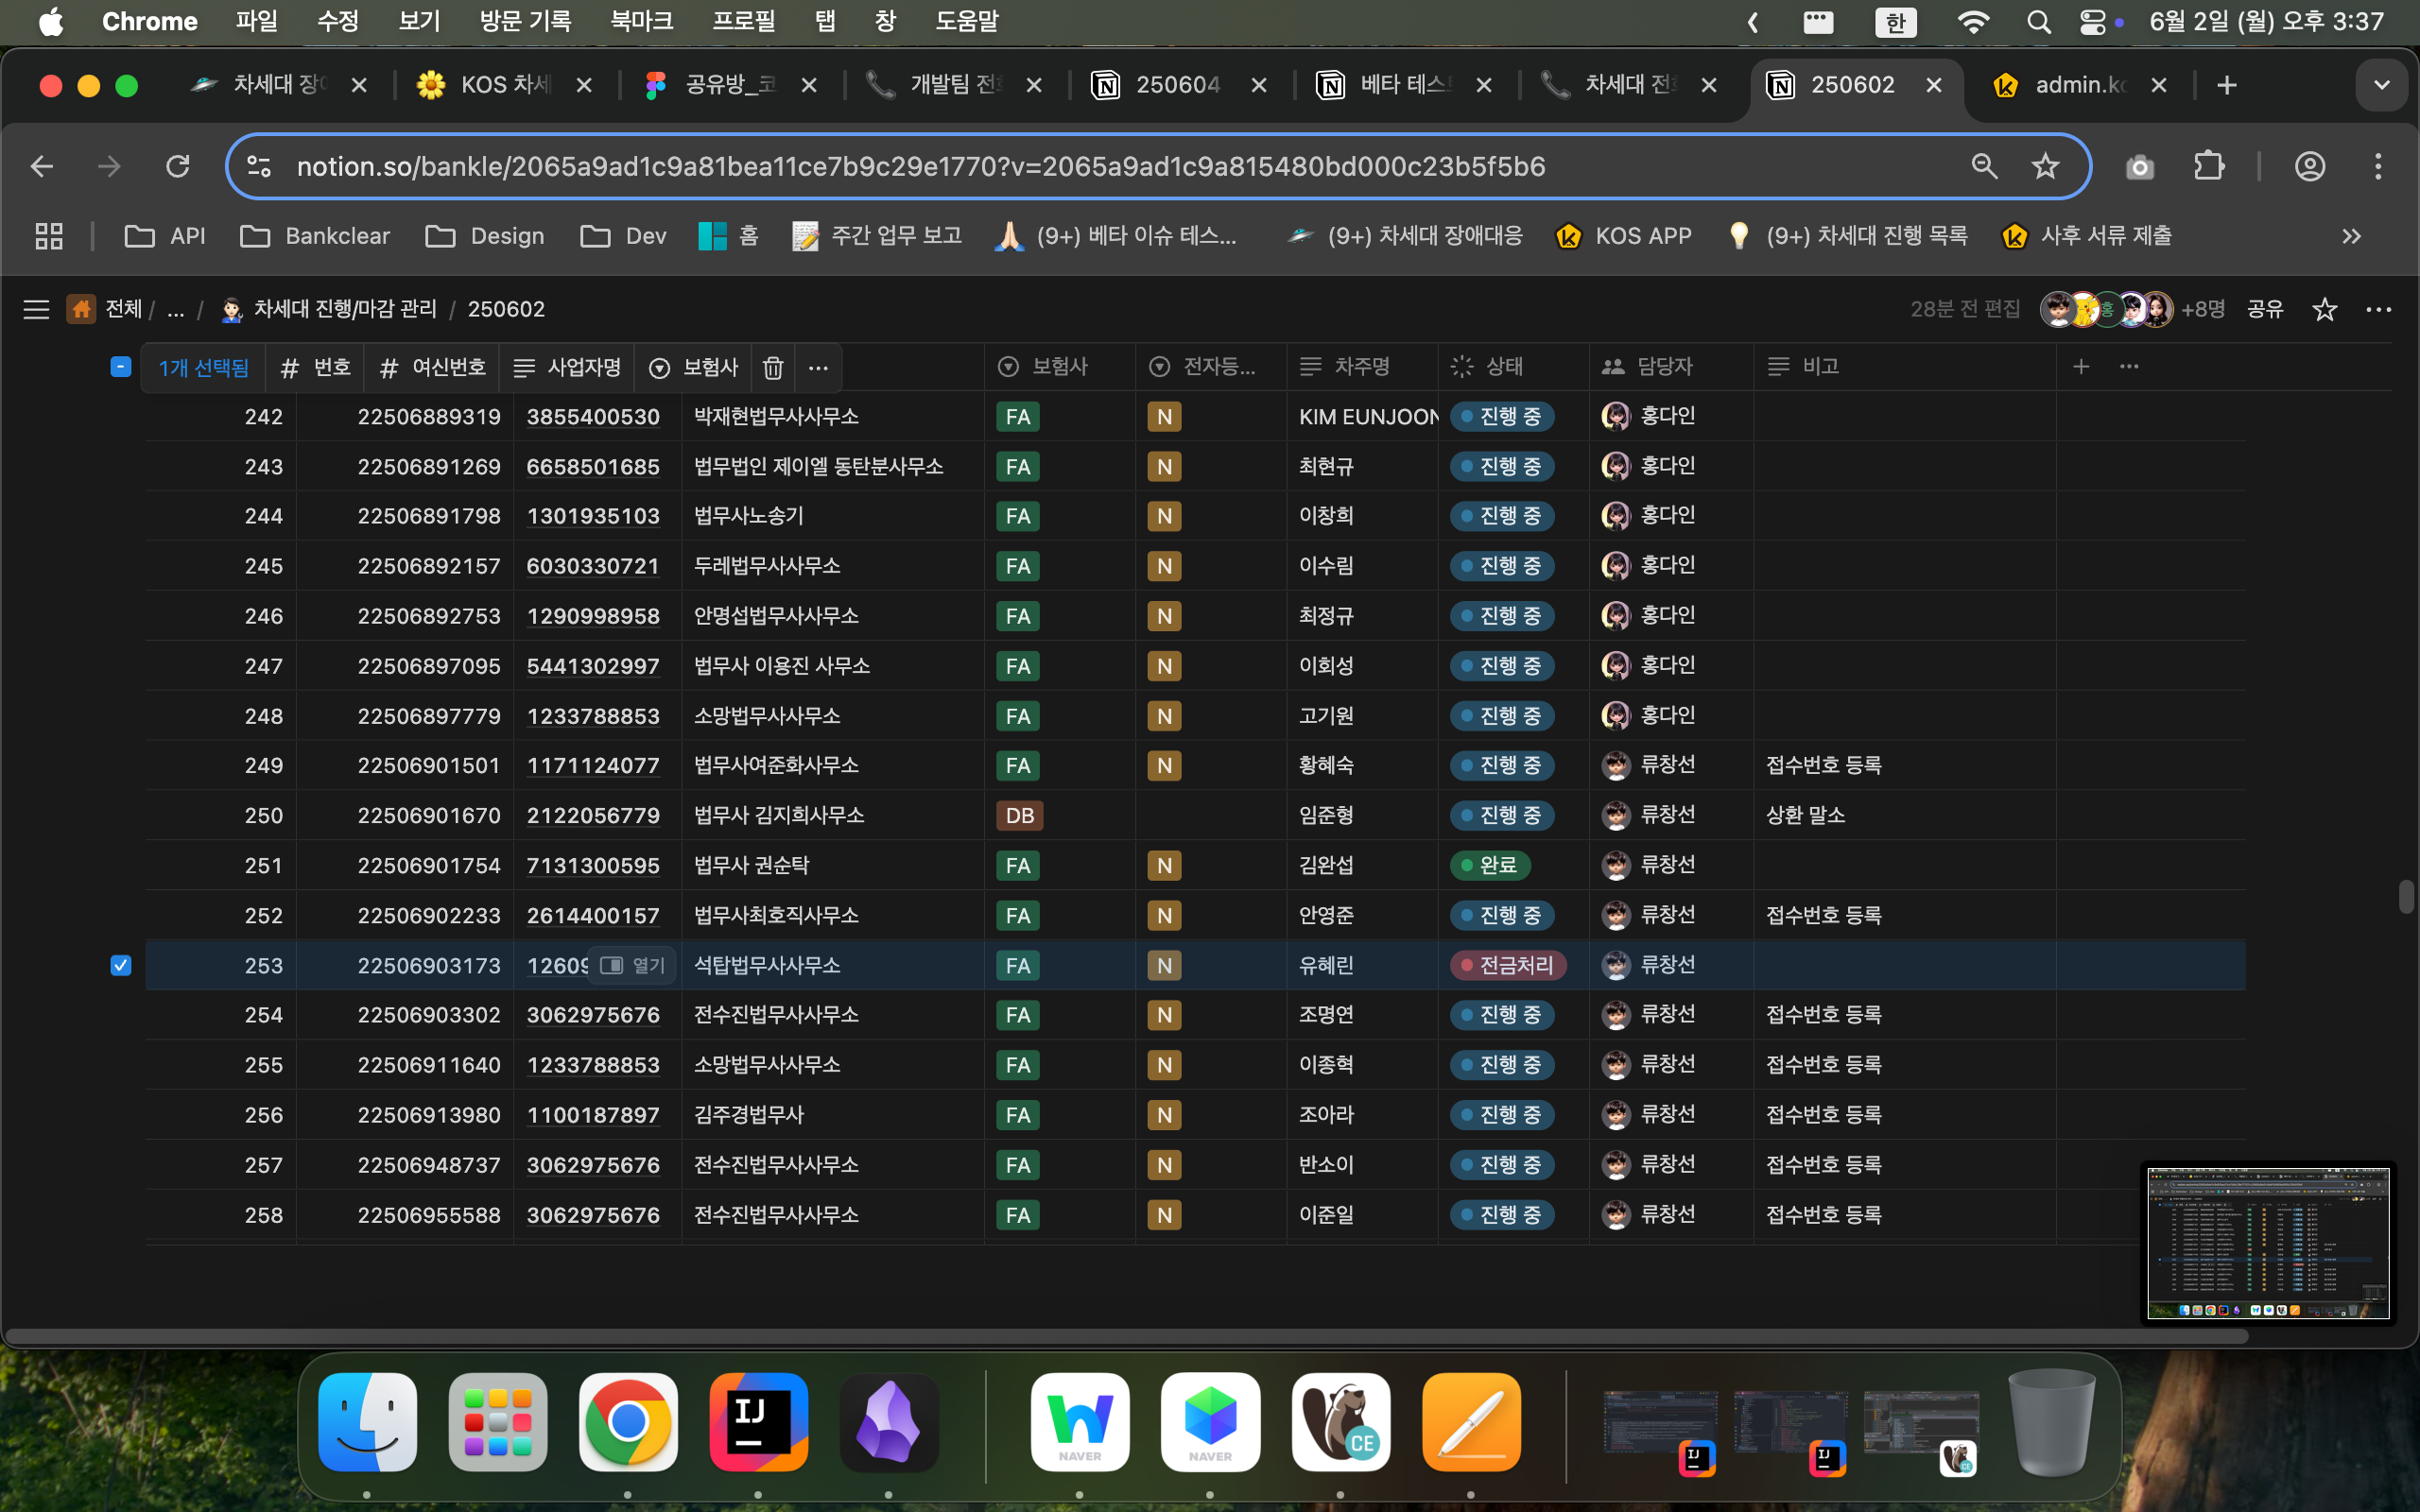 Chrome 파일 수정 보기 방문 기록 북마크 프로필 탭 창 도움말 한 6월 2일 (월) 오후 3:37
차세대 장애 KOS 차세 공유방_코 개발팀 전화 250604 베타 테스트 차세대 전화 250602 admin.ko
notion.so/bankle/2065a9ad1c9a81bea11ce7b9c29e1770?v=2065a9ad1c9a815480bd000c23b5f5b6
API Bankclear Design Dev 홈 주간 업무 보고 (9+) 베타 이슈 테스... (9+) 차세대 장애대응 KOS APP (9+) 차세대 진행 목록 사후 서류 제출
전체 / ... / 차세대 진행/마감 관리 / 250602 28분 전 편집 홍 +8명 공유
1개 선택됨 번호 여신번호 사업자명 보험사 보험사 전자등... 차주명 상태 담당자 비고
242 22506889319 3855400530 박재현법무사사무소 FA N KIM EUNJOON 진행 중 홍다인
243 22506891269 6658501685 법무법인 제이엘 동탄분사무소 FA N 최현규 진행 중 홍다인
244 22506891798 1301935103 법무사노송기 FA N 이창희 진행 중 홍다인
245 22506892157 6030330721 두레법무사사무소 FA N 이수림 진행 중 홍다인
246 22506892753 1290998958 안명섭법무사사무소 FA N 최정규 진행 중 홍다인
247 22506897095 5441302997 법무사 이용진 사무소 FA N 이회성 진행 중 홍다인
248 22506897779 1233788853 소망법무사사무소 FA N 고기원 진행 중 홍다인
249 22506901501 1171124077 법무사여준화사무소 FA N 황혜숙 진행 중 류창선 접수번호 등록
250 22506901670 2122056779 법무사 김지희사무소 DB 임준형 진행 중 류창선 상환 말소
251 22506901754 7131300595 법무사 권순탁 FA N 김완섭 완료 류창선
252 22506902233 2614400157 법무사최호직사무소 FA N 안영준 진행 중 류창선 접수번호 등록
253 22506903173 12609 열기 석탑법무사사무소 FA N 유혜린 전금처리 류창선
254 22506903302 3062975676 전수진법무사사무소 FA N 조명연 진행 중 류창선 접수번호 등록
255 22506911640 1233788853 소망법무사사무소 FA N 이종혁 진행 중 류창선 접수번호 등록
256 22506913980 1100187897 김주경법무사 FA N 조아라 진행 중 류창선 접수번호 등록
257 22506948737 3062975676 전수진법무사사무소 FA N 반소이 진행 중 류창선 접수번호 등록
258 22506955588 3062975676 전수진법무사사무소 FA N 이준일 진행 중 류창선 접수번호 등록
IJ NAVER NAVER CE IJ IJ CE